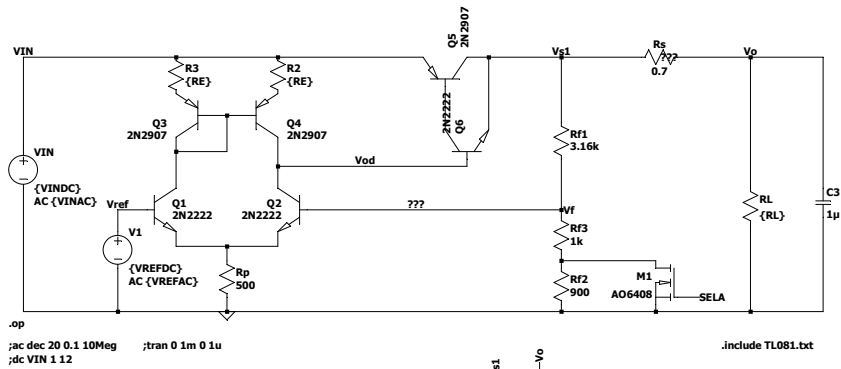 Q5
2N2907
VIN
Vs1
Rs
???
0.7
Vo
R3
{RE}
R2
{RE}
2N2222
Q6
Q3
2N2907
Q4
2N2907
Rf1
3.16k
Vod
VIN
{VINDC}
AC {VINAC}
Vref
Q1
2N2222
Q2
2N2222
???
Vf
RL
{RL}
C3
1µ
V1
{VREFDC}
AC {VREFAC}
Rp
500
Rf3
1k
Rf2
900
M1
AO6408
SELA
.op
;ac dec 20 0.1 10Meg
;tran 0 1m 0 1u
.include TL081.txt
;dc VIN 1 12
s1
Vo